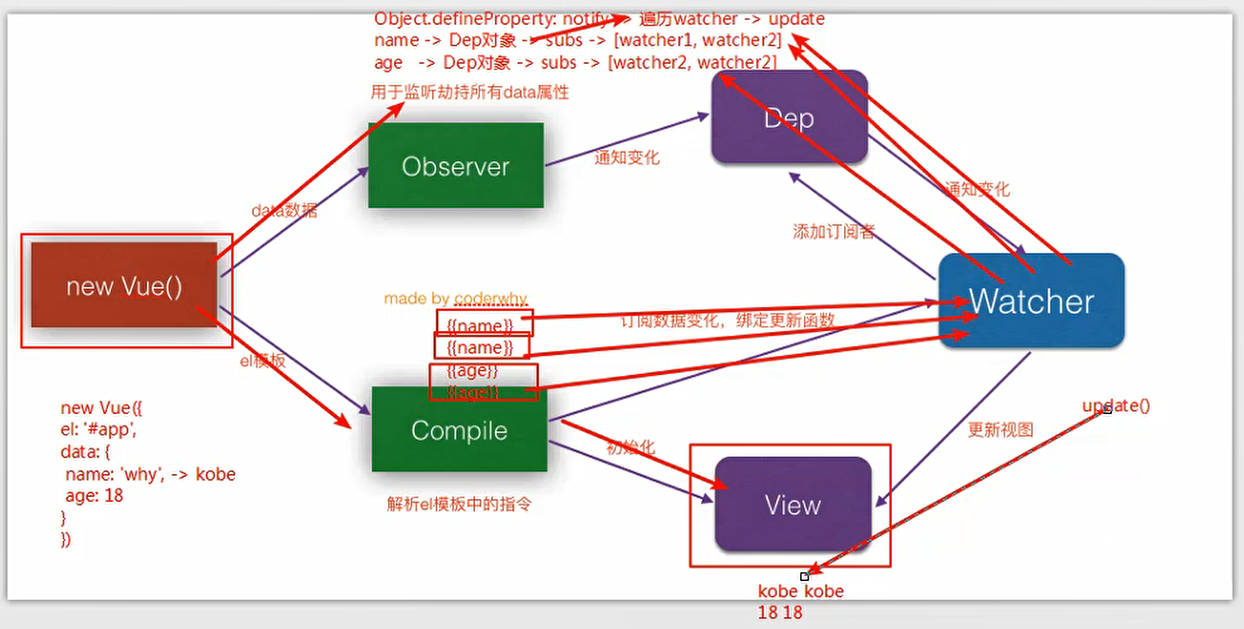 Object.defineProperty: notify -> 遍历watcher -> update
name -> Dep对象 -> subs -> [watcher1, watcher2]
age -> Dep对象 -> subs -> [watcher2, watcher2]
用于监听劫持所有data属性
Dep
Observer
通知变化
通知变化
data数据
添加订阅者
new Vue()
Watcher
made by coderwhy
{{name}}
订阅数据变化，绑定更新函数
{{name}}
el模板
{{age}}
{{age}}
new Vue({
el: '#app',
data: {
name: 'why', -> kobe
age: 18
}
})
Compile
update()
更新视图
初始化
解析el模板中的指令
View
kobe kobe
18 18